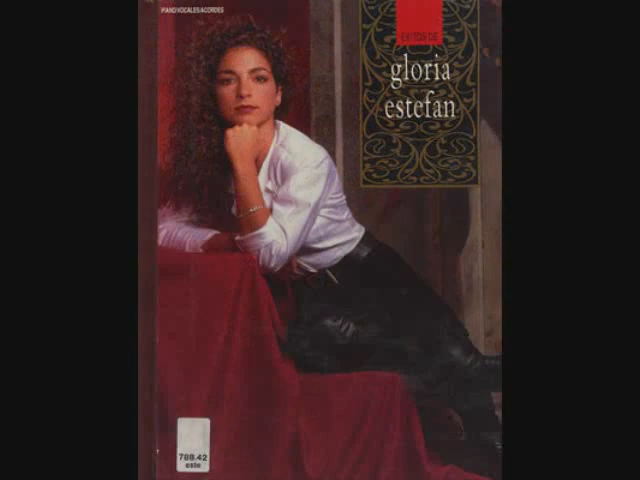 PIANO/VOCALES/ACORDES
EXITOS DE
gloria
estefan
788.42
este